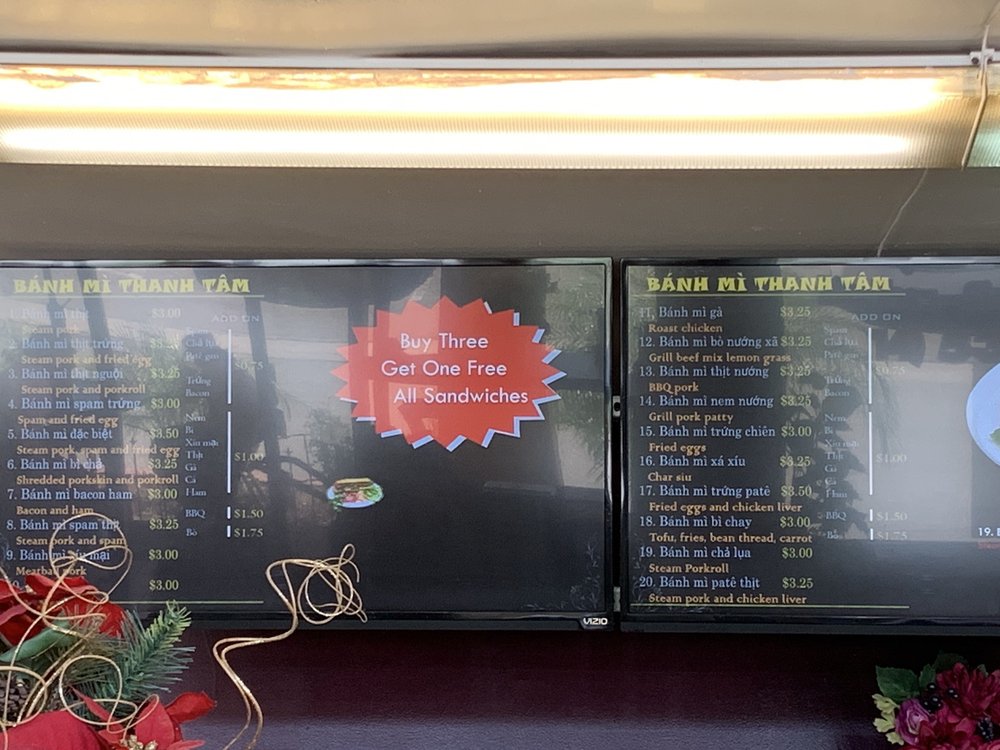 BÁNH MÌ THANH TÂM
1. Bánh mì thịt $3.00
Steam pork
2. Bánh mì thịt trứng $3.25
Steam pork and fried egg
3. Bánh mì thịt nguội $3.25
Steam pork and porkroll
4. Bánh mì spam trứng $3.00
Spam and fried egg
5. Bánh mì đặc biệt $3.50
Steam pork, spam and fried egg
6. Bánh mì bì chả $3.25
Shredded porkskin and porkroll
7. Bánh mì bacon ham $3.00
Bacon and ham
8. Bánh mì spam thịt $3.25
Steam pork and spam
9. Bánh mì xíu mại $3.00
Meatball pork
$3.00
ADD ON
Spam
Chả lụa
Patê gan
$0.75
Trứng
Bacon
Nem
Bì
Xíu mại
Thịt
$1.00
Gà
Cá
Ham
BBQ $1.50
Bò $1.75
Buy Three
Get One Free
All Sandwiches
VIZIO
BÁNH MÌ THANH TÂM
11. Bánh mì gà $3.25
Roast chicken
12. Bánh mì bò nướng xã $3.25
Grill beef mix lemon grass
13. Bánh mì thịt nướng $3.25
BBQ pork
14. Bánh mì nem nướng $3.25
Grill pork patty
15. Bánh mì trứng chiên $3.00
Fried eggs
16. Bánh mì xá xíu $3.25
Char siu
17. Bánh mì trứng patê $3.50
Fried eggs and chicken liver
18. Bánh mì bì chay $3.00
Tofu, fries, bean thread, carrot
19. Bánh mì chả lụa $3.00
Steam Porkroll
20. Bánh mì patê thịt $3.25
Steam pork and chicken liver
ADD ON
Spam
Chả lụa
Patê gan
$0.75
Trứng
Bacon
Nem
Bì
Xíu mại
Thịt
$1.00
Gà
Cá
Ham
BBQ $1.50
Bò $1.75
19.